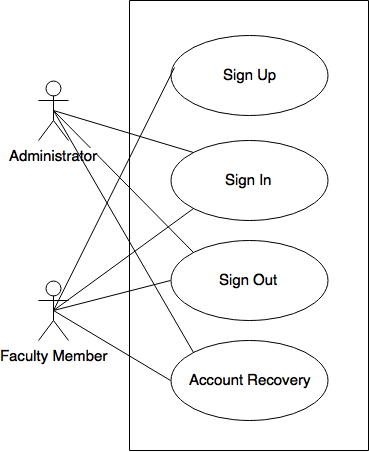 Sign Up
Administrator
Sign In
Sign Out
Faculty Member
Account Recovery